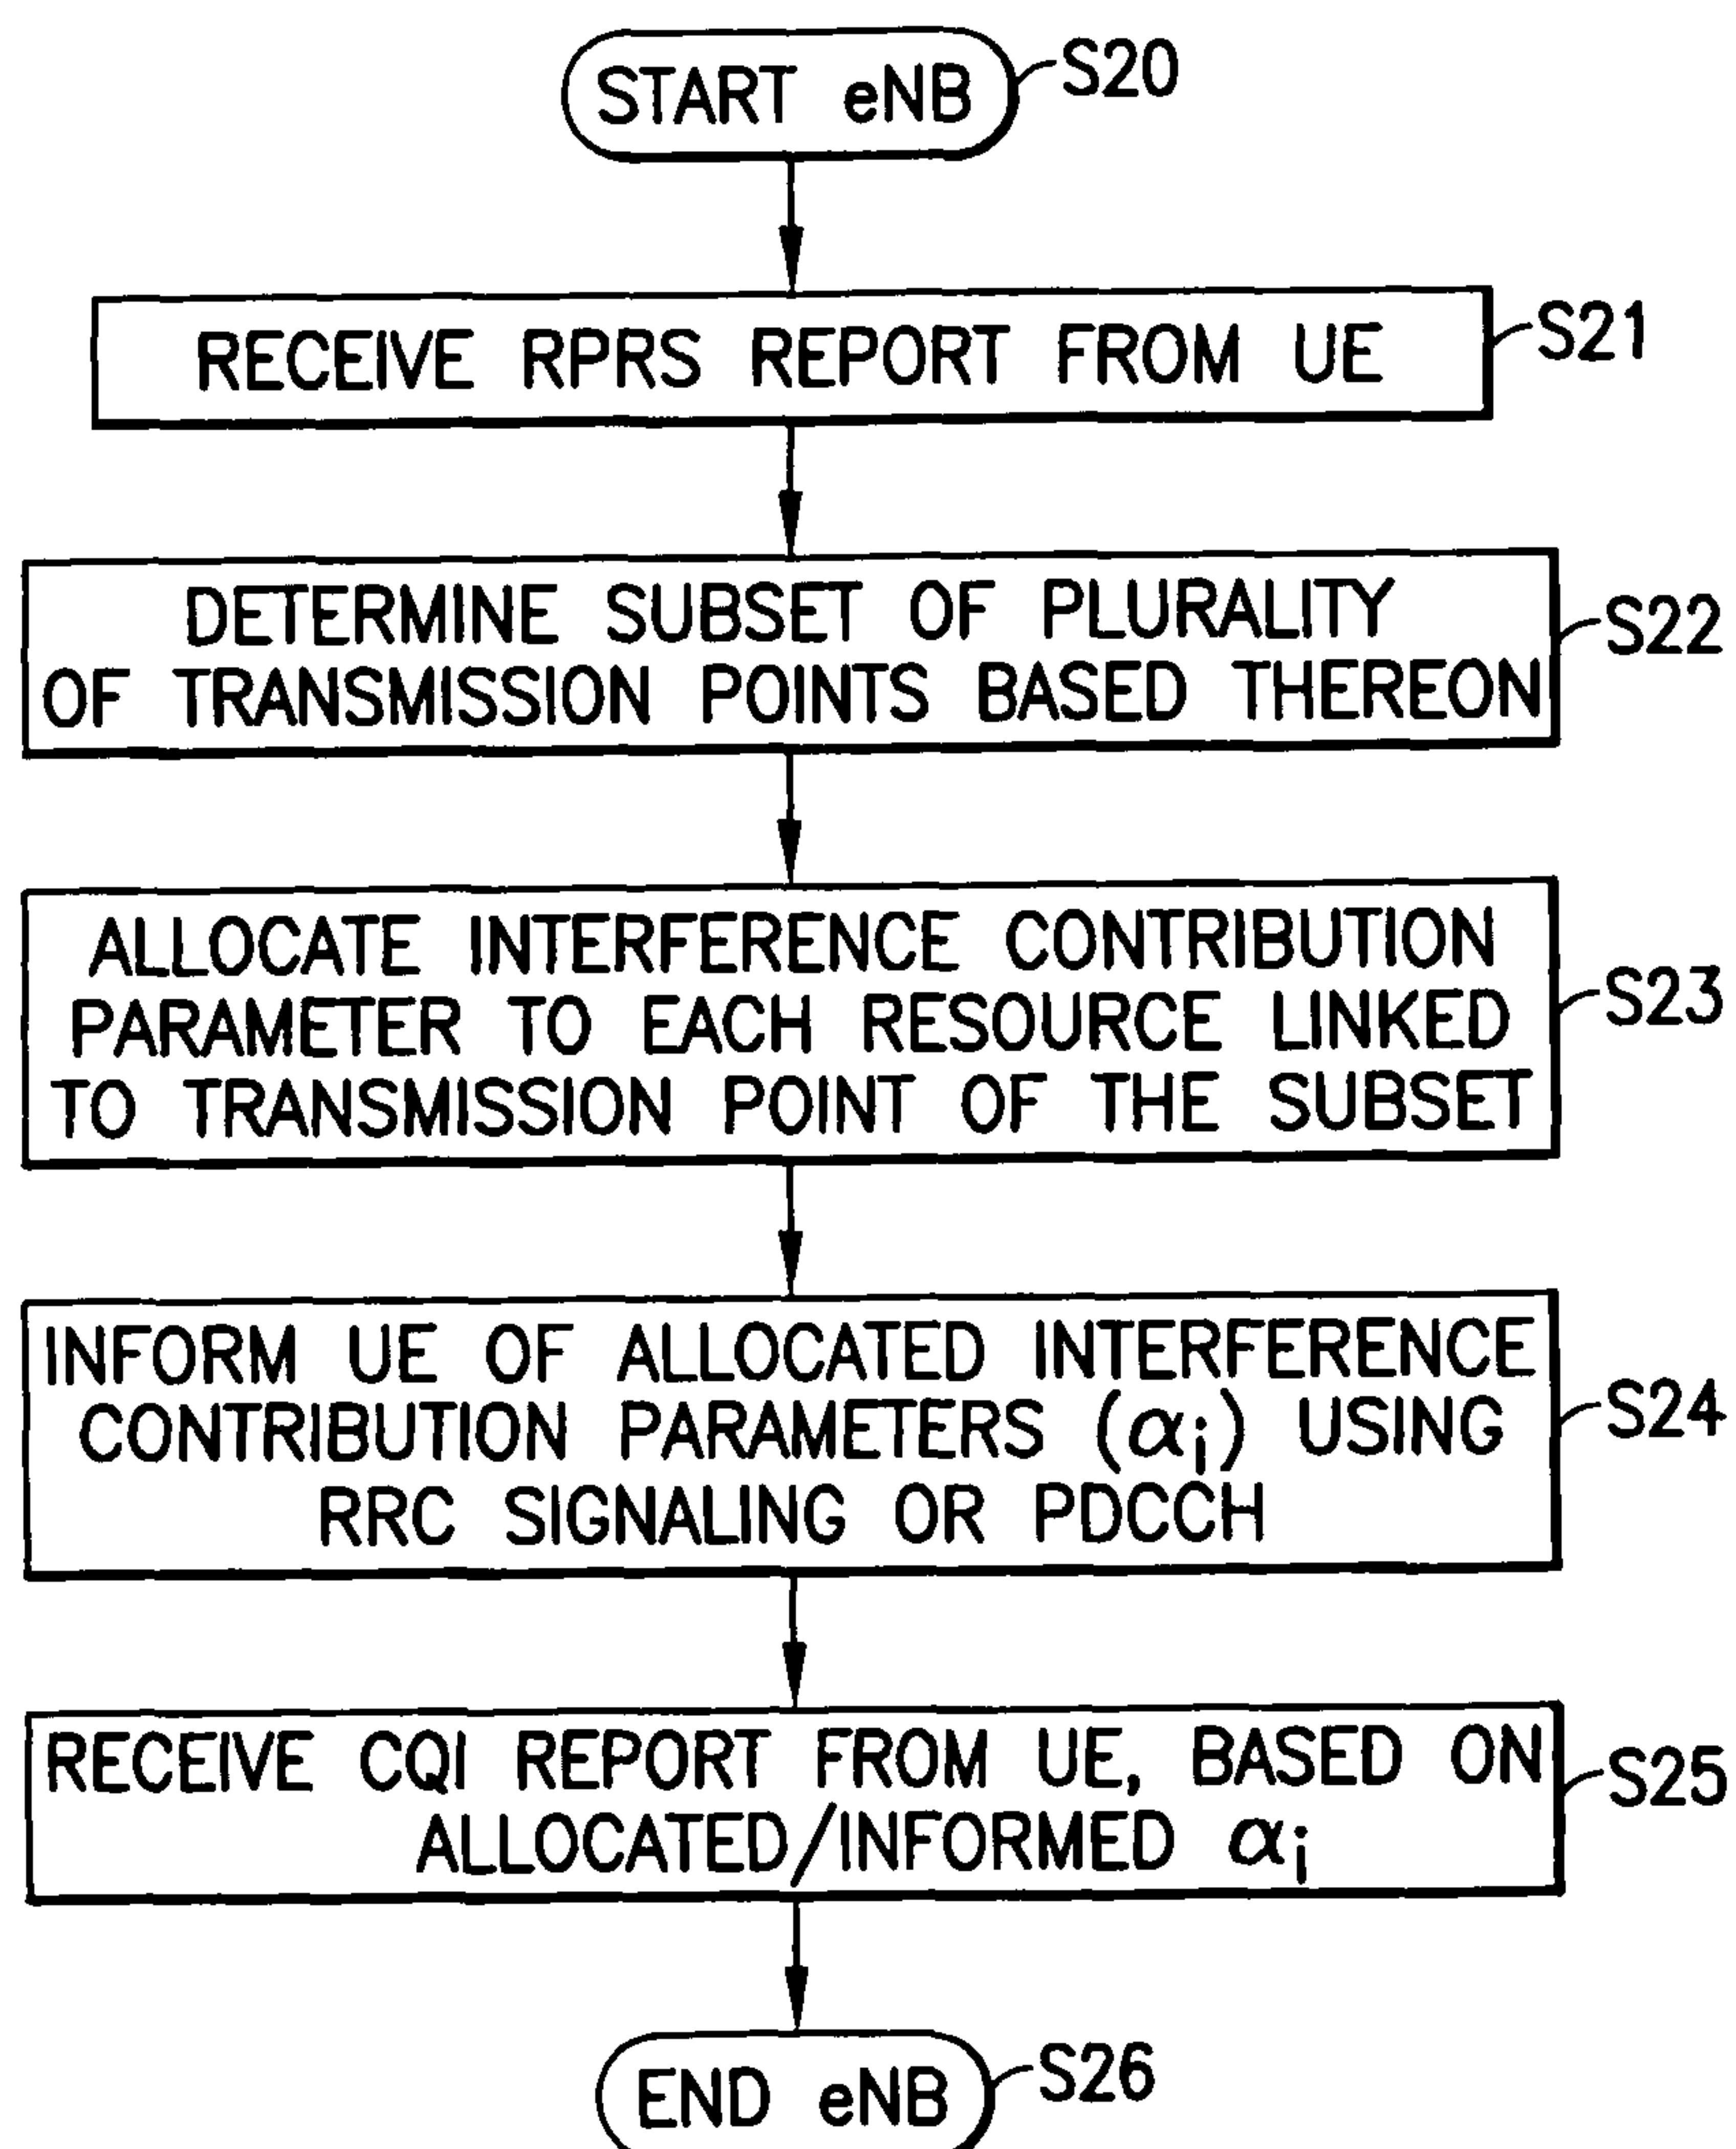 START eNB
S20
RECEIVE RPRS REPORT FROM UE
S21
DETERMINE SUBSET OF PLURALITY
OF TRANSMISSION POINTS BASED THEREON
S22
ALLOCATE INTERFERENCE CONTRIBUTION
PARAMETER TO EACH RESOURCE LINKED
TO TRANSMISSION POINT OF THE SUBSET
S23
INFORM UE OF ALLOCATED INTERFERENCE
CONTRIBUTION PARAMETERS (αi) USING
RRC SIGNALING OR PDCCH
S24
RECEIVE CQI REPORT FROM UE, BASED ON
ALLOCATED/INFORMED αi
S25
END eNB
S26